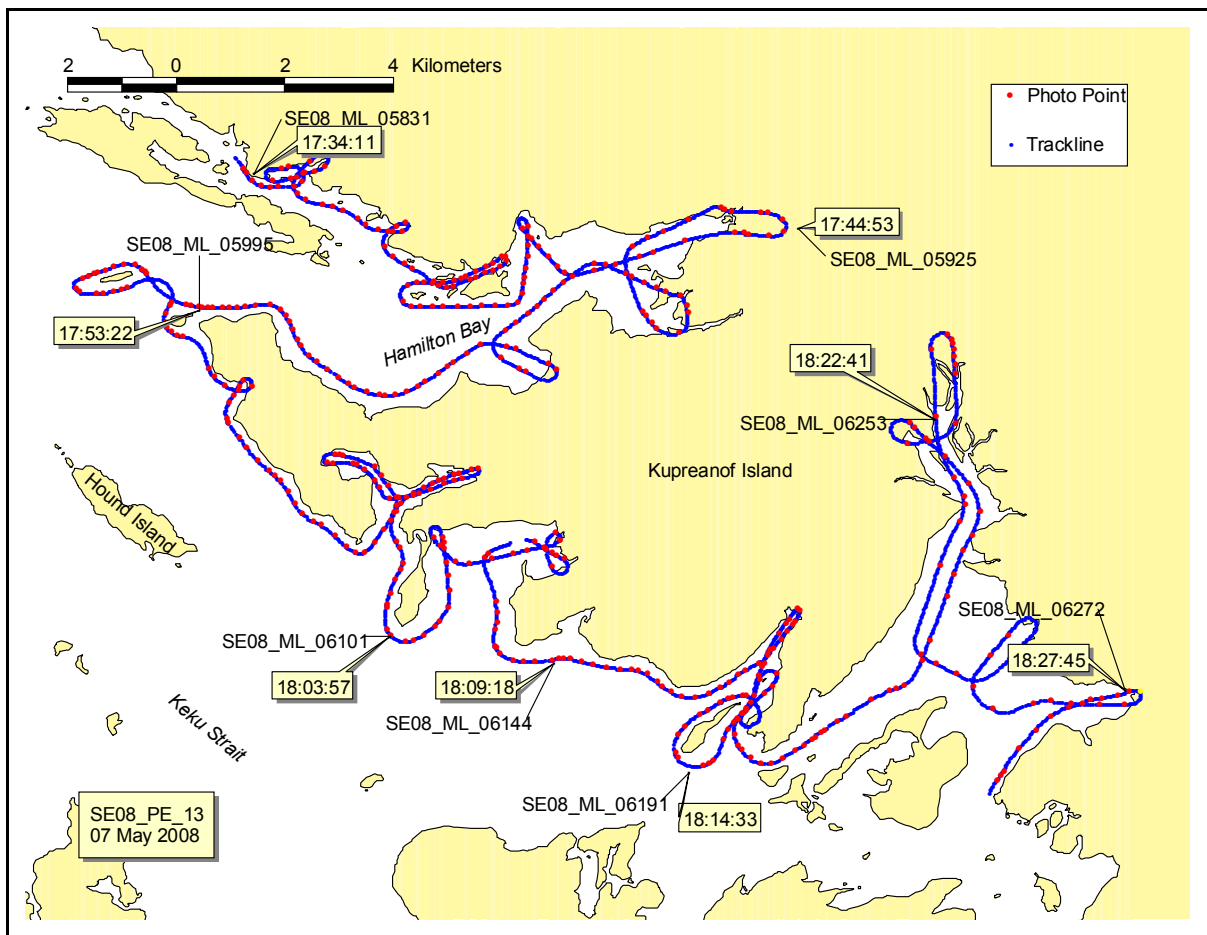 2 0 2 4 Kilometers
Photo Point
Trackline
SE08_ML_05831
17:34:11
SE08_ML_05995
17:44:53
SE08_ML_05925
17:53:22
Hamilton Bay
18:22:41
SE08_ML_06253
Kupreanof Island
Hound Island
SE08_ML_06272
SE08_ML_06101
18:27:45
18:03:57
18:09:18
SE08_ML_06144
Keku Strait
SE08_ML_06191
18:14:33
SE08_PE_13
07 May 2008